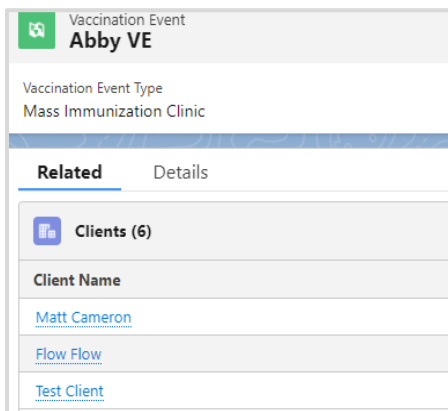 Vaccination Event
Abby VE
Vaccination Event Type
Mass Immunization Clinic
Related Details
Clients (6)
Client Name
Matt Cameron
Flow Flow
Test Client